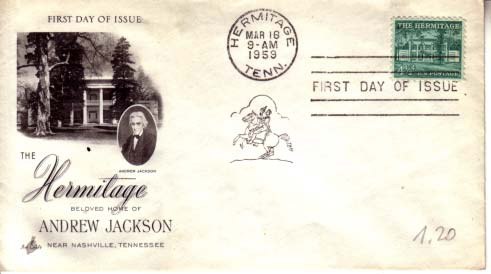 FIRST DAY OF ISSUE
ANDREW JACKSON
THE
Hermitage
BELOVED HOME OF
ANDREW JACKSON
NEAR NASHVILLE, TENNESSEE
HERMITAGE
MAR 16
9-AM
1959
TENN.
THE HERMITAGE
U.S. POSTAGE
FIRST DAY OF ISSUE
1.20